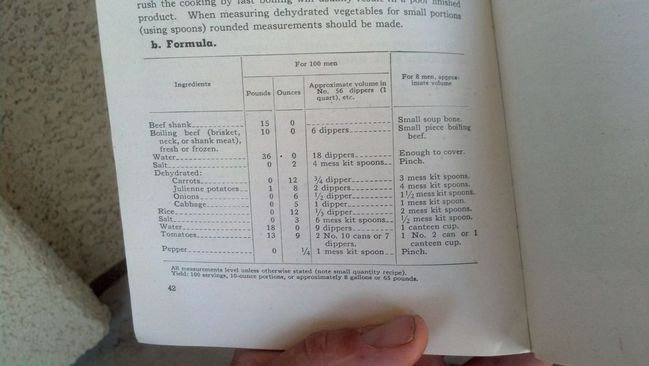 rush the cooking by fast boiling will usually result in a poor finished
product. When measuring dehydrated vegetables for small portions
(using spoons) rounded measurements should be made.
b. Formula.
Ingredients
For 100 men
For 8 men, approx-
imate volume
Pounds Ounces Approximate volume in
No. 56 dippers (1
quart), etc.
Beef shank 15 0 Small soup bone.
Boiling beef (brisket, 10 0 6 dippers Small piece boiling
neck, or shank meat), beef.
fresh or frozen.
Water 36 0 18 dippers Enough to cover.
Salt 0 2 4 mess kit spoons Pinch.
Dehydrated:
Carrots 0 12 3/4 dipper 3 mess kit spoons.
Julienne potatoes 1 8 2 dippers 4 mess kit spoons.
Onions 0 6 1/2 dipper 1 1/2 mess kit spoons.
Cabbage 0 5 1 dipper 1 mess kit spoon.
Rice 0 12 1/3 dipper 2 mess kit spoons.
Salt 0 3 6 mess kit spoons 1/2 mess kit spoon.
Water 18 0 9 dippers 1 canteen cup.
Tomatoes 13 9 2 No. 10 cans or 7 1 No. 2 can or 1
dippers. canteen cup.
Pepper 0 1/4 1 mess kit spoon Pinch.
All measurements level unless otherwise stated (note small quantity recipe).
Yield: 100 servings, 10-ounce portions, or approximately 8 gallons or 65 pounds.
42